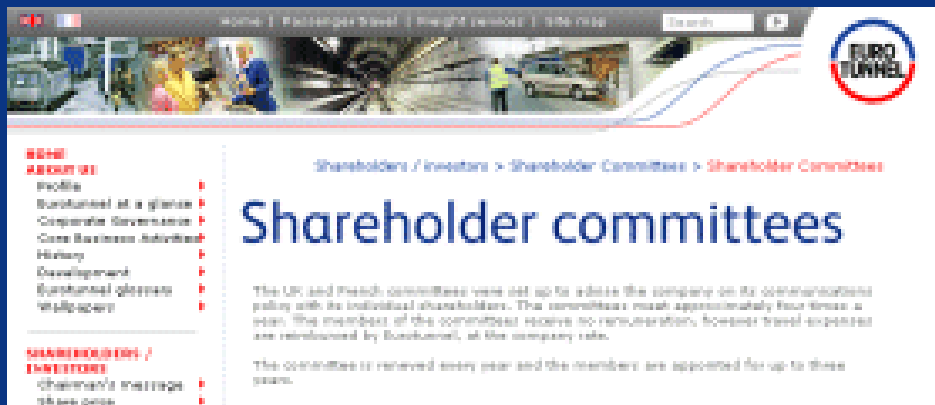 Home | Passenger travel | Freight services | Site map Search
EURO
TUNNEL
HOME
ABOUT US
Profile
Eurotunnel at a glance
Corporate Governance
Core Business Activities
History
Development
Eurotunnel glossary
Wallpapers
SHAREHOLDERS /
INVESTORS
Chairman's message
Share price
Shareholders / investors > Shareholder Committees > Shareholder Committees
Shareholder committees
The UK and French committees were set up to advise the company on its communications
policy with its individual shareholders. The committees meet approximately four times a
year. The members of the committees receive no remuneration, however travel expenses
are reimbursed by Eurotunnel, at the company rate.
The committee is renewed every year and the members are appointed for up to three
years.